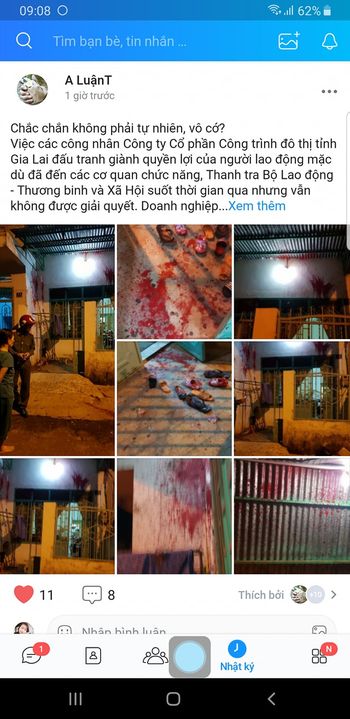 09:08
62%
Tìm bạn bè, tin nhắn ...
A LuậnT
1 giờ trước
Chắc chắn không phải tự nhiên, vô cớ?
Việc các công nhân Công ty Cổ phần Công trình đô thị tỉnh
Gia Lai đấu tranh giành quyền lợi của người lao động mặc
dù đã đến các cơ quan chức năng, Thanh tra Bộ Lao động
- Thương binh và Xã Hội suốt thời gian qua nhưng vẫn
không được giải quyết. Doanh nghiệp...Xem thêm
11
8
Thích bởi
+10
Nhập bình luận
1
Nhật ký
N